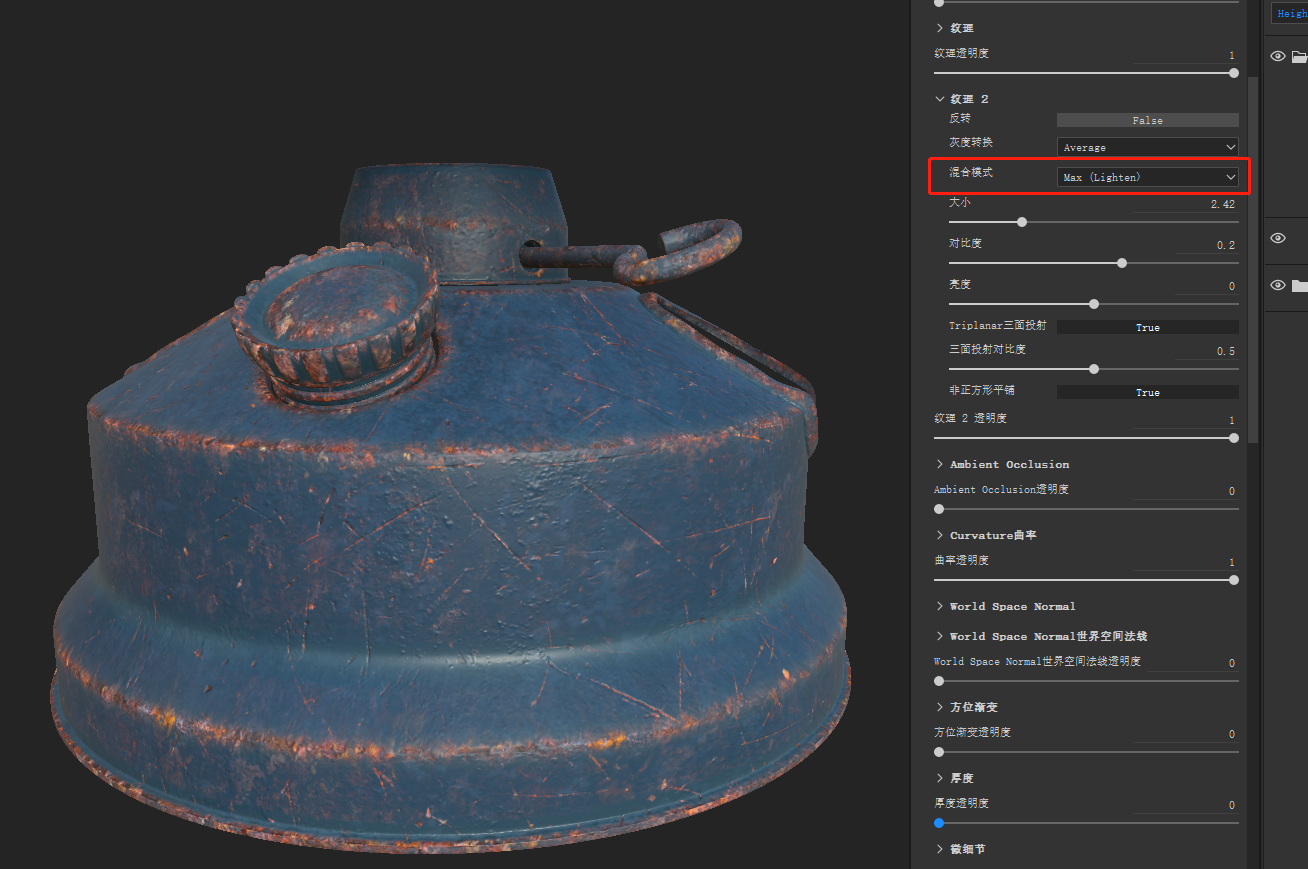 Heigh
纹理
纹理透明度 1
纹理 2
反转 False
灰度转换 Average
混合模式 Max (Lighten)
大小 2.42
对比度 0.2
亮度 0
Triplanar三面投射 True
三面投射对比度 0.5
非正方形平铺 True
纹理 2 透明度 1
Ambient Occlusion
Ambient Occlusion透明度 0
Curvature曲率
曲率透明度 1
World Space Normal
World Space Normal世界空间法线
World Space Normal世界空间法线透明度 0
方位渐变
方位渐变透明度 0
厚度
厚度透明度 0
微细节